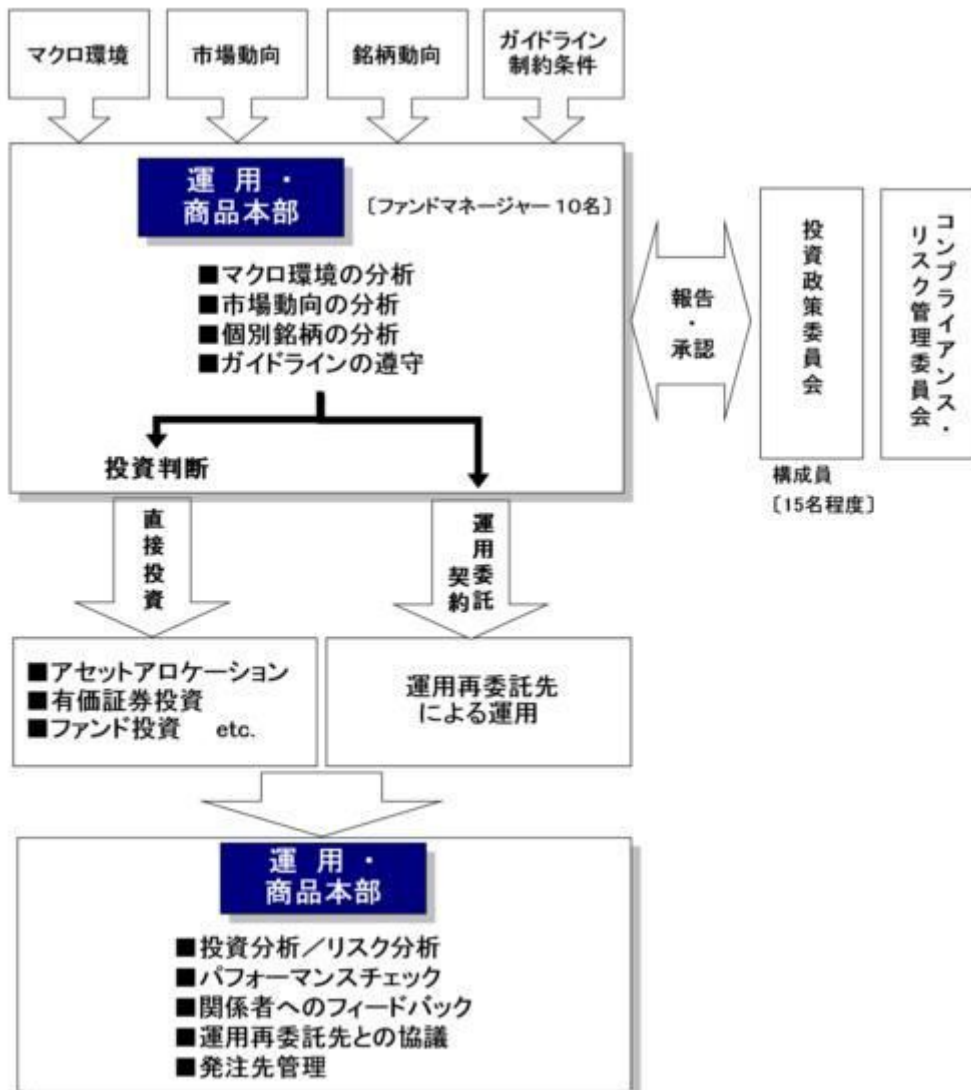 マクロ環境
市場動向
銘柄動向
ガイドライン
制約条件
運 用 ・
商品本部
〔ファンドマネージャー 10名〕
■マクロ環境の分析
■市場動向の分析
■個別銘柄の分析
■ガイドラインの遵守
投資判断
報告
・
承認
投資政策委員会
コンプライアンス・
リスク管理委員会
構成員
〔15名程度〕
直接投資
運用委託
契約
■アセットアロケーション
■有価証券投資
■ファンド投資 etc.
運用再委託先
による運用
運 用 ・
商品本部
■投資分析／リスク分析
■パフォーマンスチェック
■関係者へのフィードバック
■運用再委託先との協議
■発注先管理